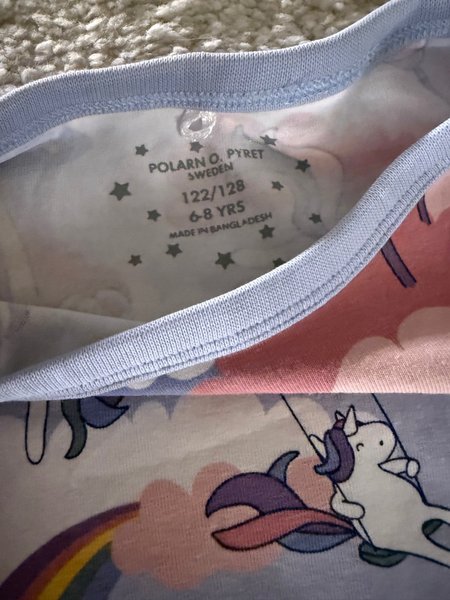 POLARN O. PYRET
SWEDEN
122/128
6-8 YRS
MADE IN BANGLADESH